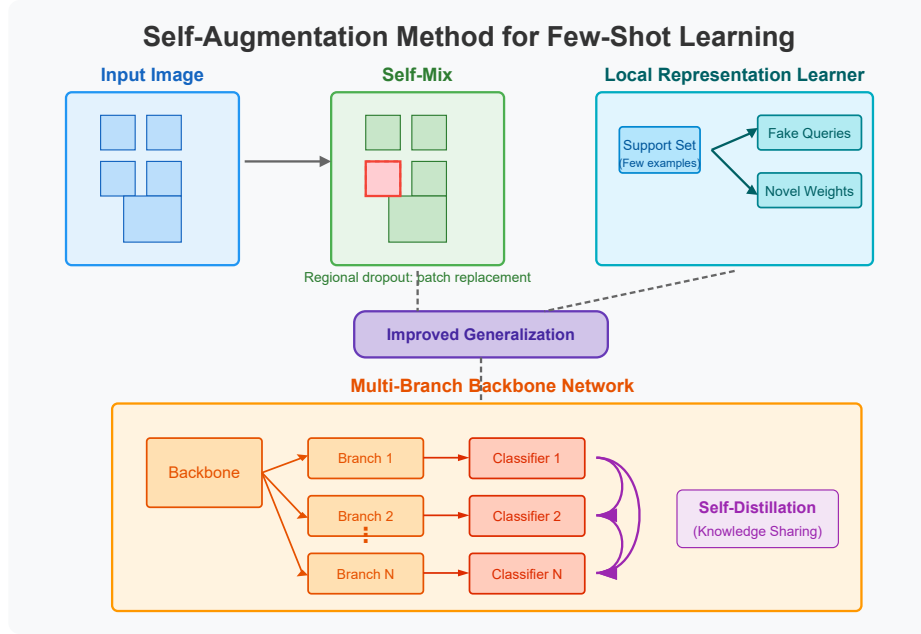 Self-Augmentation Method for Few-Shot Learning
Input Image
Self-Mix
Local Representation Learner
Support Set
(Few examples)
Fake Queries
Novel Weights
Regional dropout: patch replacement
Improved Generalization
Multi-Branch Backbone Network
Backbone
Branch 1
Classifier 1
Branch 2
Classifier 2
Branch N
Classifier N
Self-Distillation
(Knowledge Sharing)